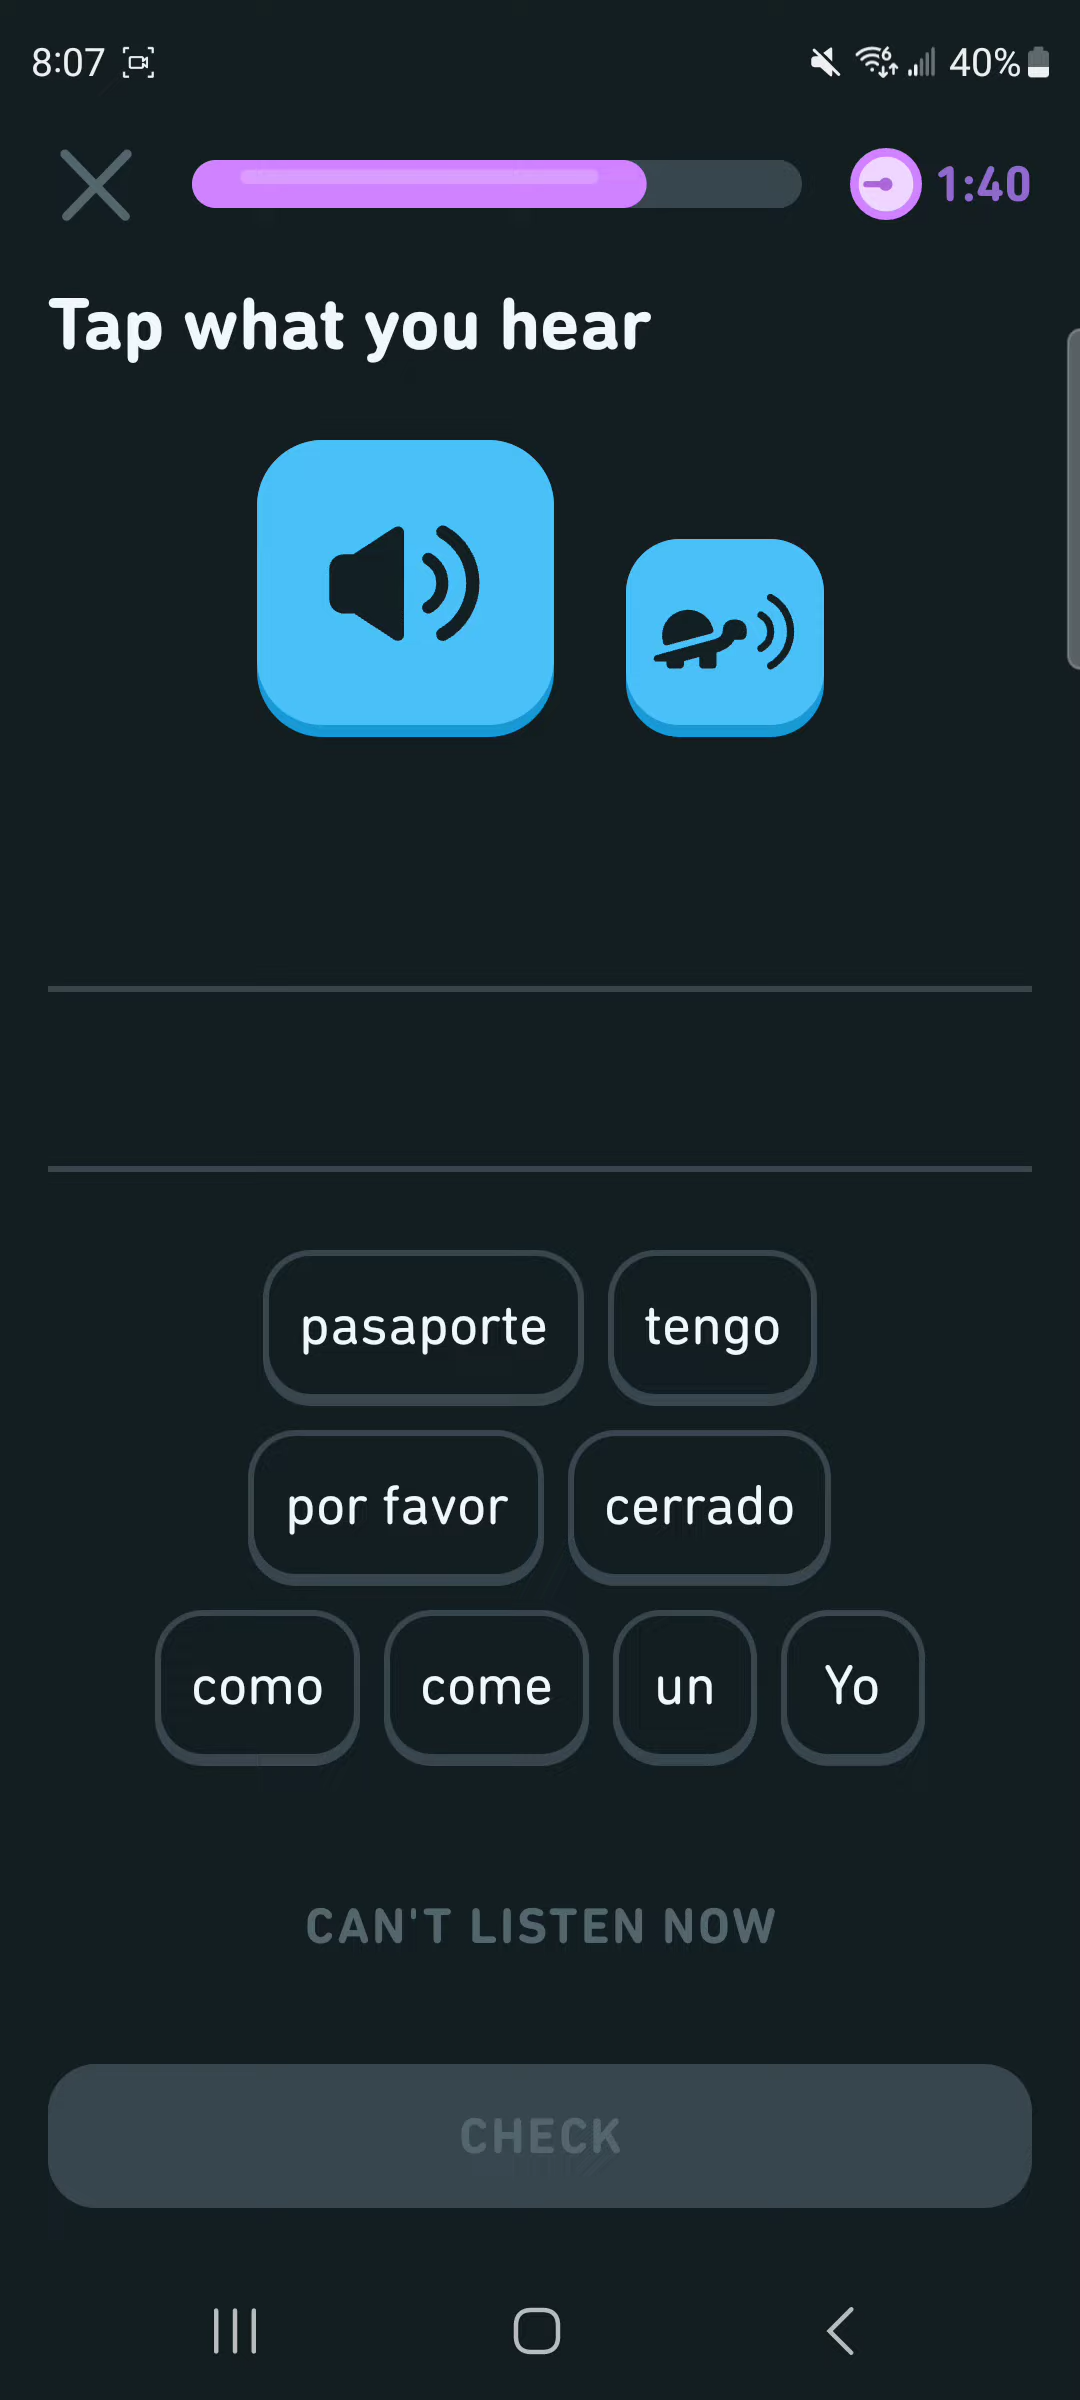 8:07 40%
1:40
Tap what you hear
pasaporte tengo
por favor cerrado
como come un Yo
CAN'T LISTEN NOW
CHECK